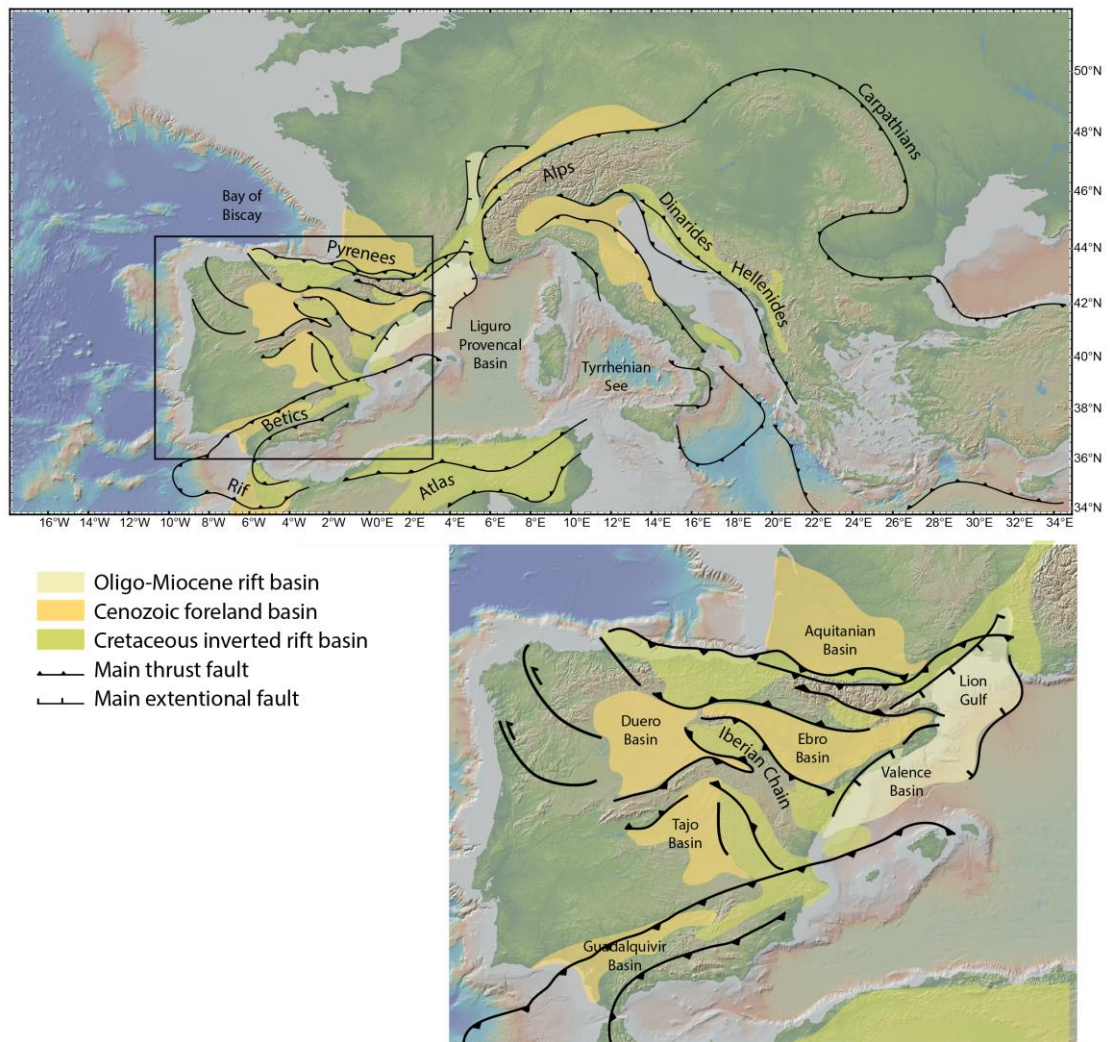 50°N
Carpathians
48°N
Alps
46°N
Bay of
Biscay
Dinarides
44°N
Pyrenees
Hellenides
42°N
Liguro
Provencal
Basin
40°N
Tyrrhenian
See
38°N
Betics
36°N
Rif
Atlas
34°N
16°W 14°W 12°W 10°W 8°W 6°W 4°W 2°W0°E 2°E 4°E 6°E 8°E 10°E 12°E 14°E 16°E 18°E 20°E 22°E 24°E 26°E 28°E 30°E 32°E 34°E
Oligo-Miocene rift basin
Cenozoic foreland basin
Cretaceous inverted rift basin
Main thrust fault
Main extentional fault
Aquitanian
Basin
Lion
Gulf
Duero
Basin
Iberian Chain
Ebro
Basin
Valence
Basin
Tajo
Basin
Guadalquivir
Basin